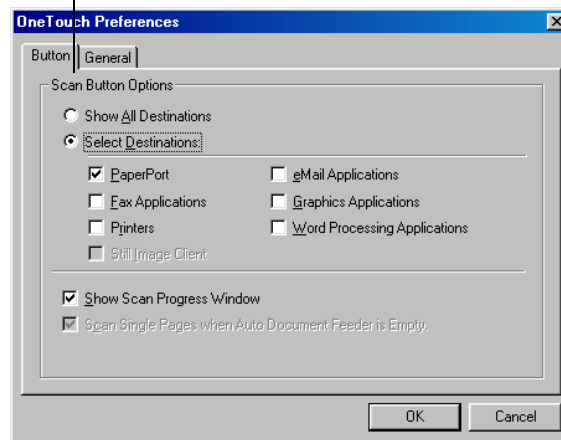 OneTouch Preferences
Button General
Scan Button Options
Show All Destinations
Select Destinations:
PaperPort eMail Applications
Fax Applications Graphics Applications
Printers Word Processing Applications
Still Image Client
Show Scan Progress Window
Scan Single Pages when Auto Document Feeder is Empty.
OK Cancel